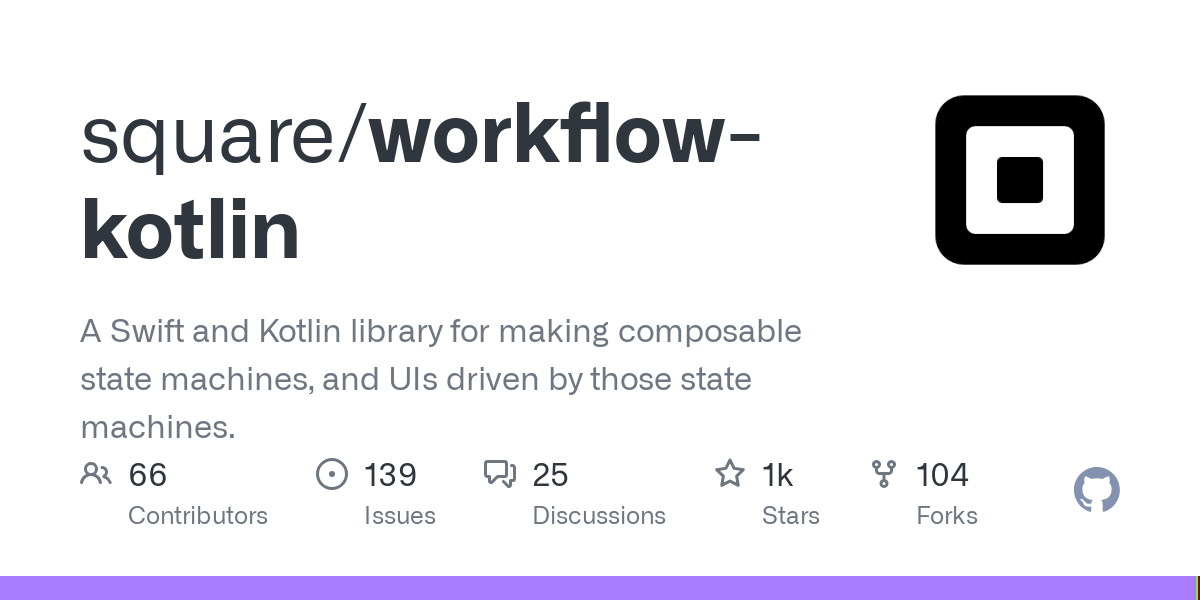 square/workflow-
kotlin
A Swift and Kotlin library for making composable
state machines, and UIs driven by those state
machines.
66 139 25 1k 104
Contributors Issues Discussions Stars Forks